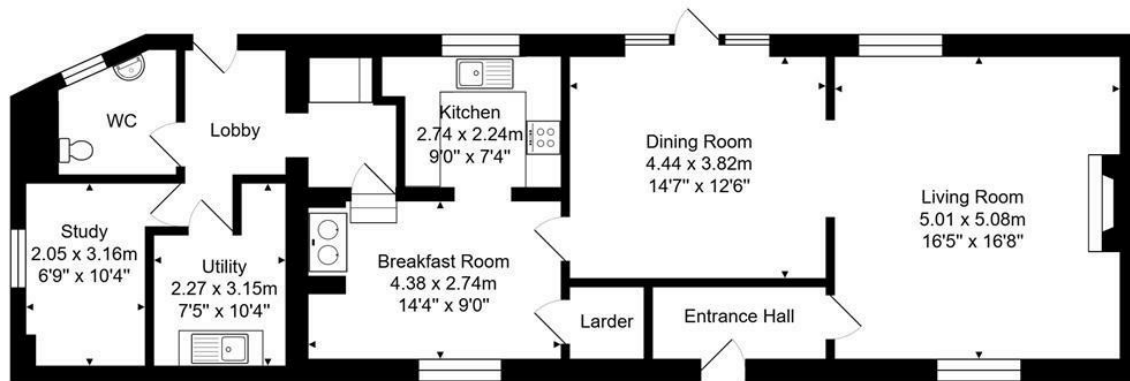 WC
Lobby
Kitchen
2.74 x 2.24m
9'0" x 7'4"
Dining Room
4.44 x 3.82m
14'7" x 12'6"
Living Room
5.01 x 5.08m
16'5" x 16'8"
Study
2.05 x 3.16m
6'9" x 10'4"
Utility
2.27 x 3.15m
7'5" x 10'4"
Breakfast Room
4.38 x 2.74m
14'4" x 9'0"
Larder
Entrance Hall